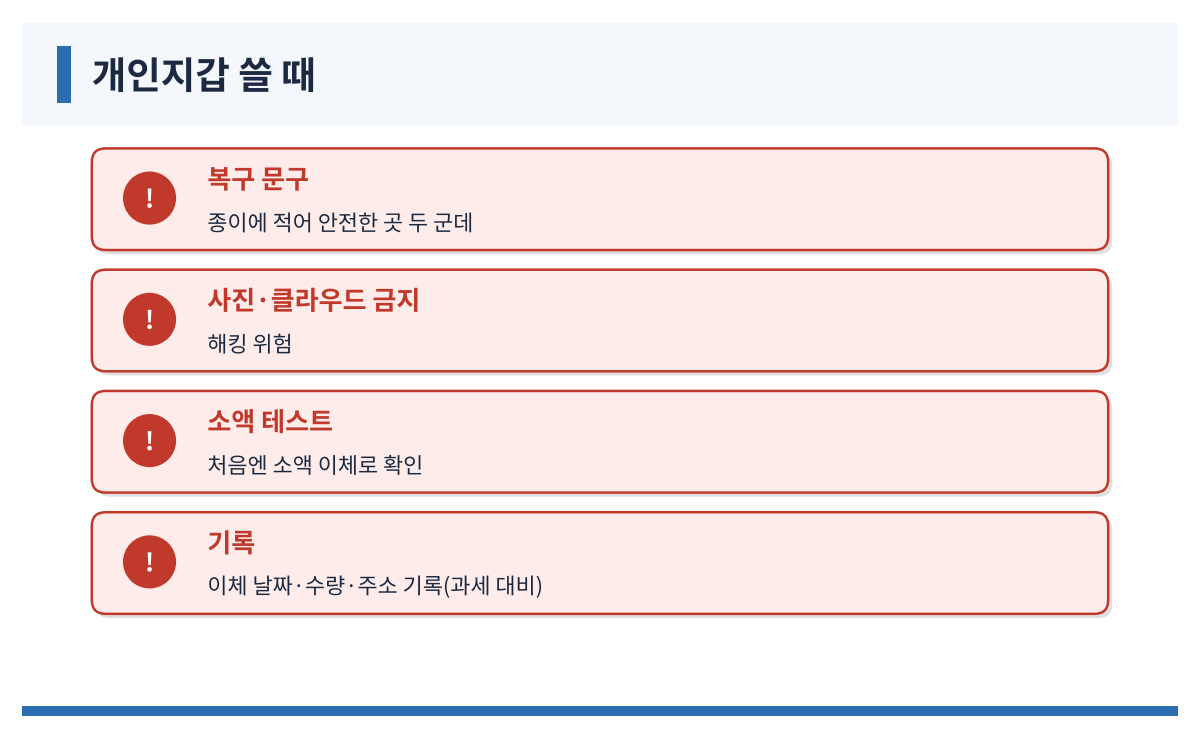 개인지갑 쓸 때
!
복구 문구
종이에 적어 안전한 곳 두 군데
!
사진·클라우드 금지
해킹 위험
!
소액 테스트
처음엔 소액 이체로 확인
!
기록
이체 날짜·수량·주소 기록(과세 대비)